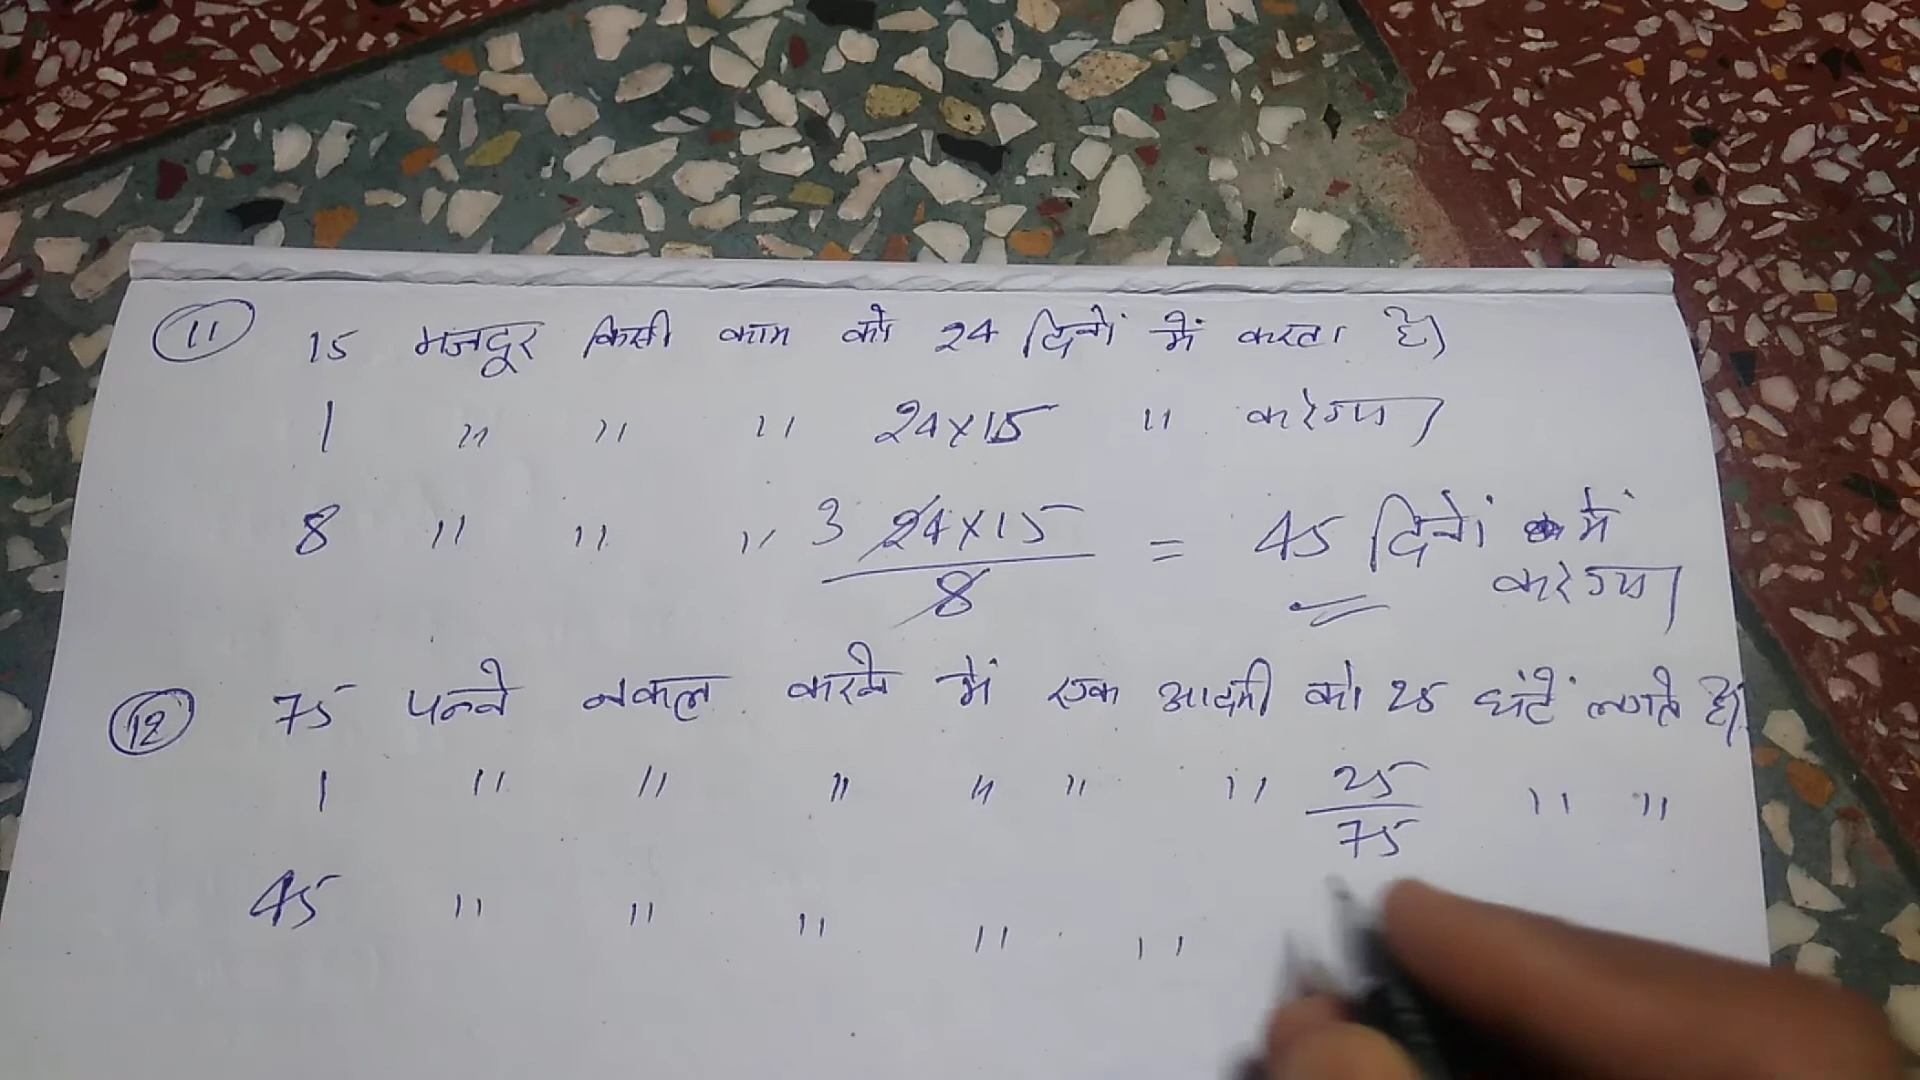 11 15 मजदूर किसी काम को 24 दिनों में करता है।
1 " " " 24×15 " करेगा।
8 " " " 3 24×15/8 = 45 दिनों में
करेगा।
12 75 पन्ने नकल करने में एक आदमी को 25 घंटें लगते है।
1 " " " " " " 25/75 " "
45 " " " " "